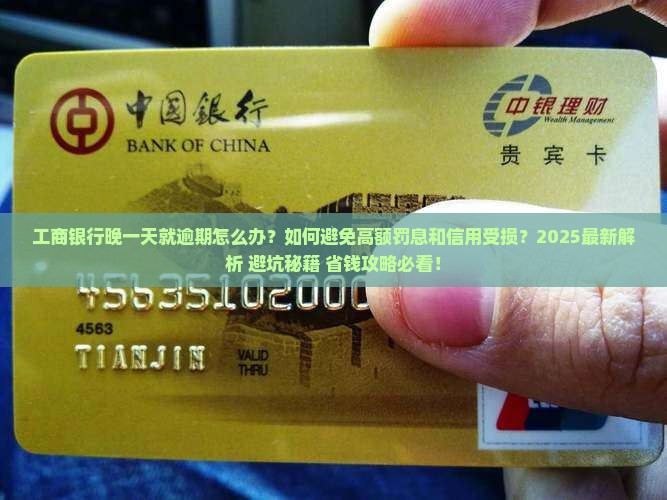 中國銀行
BANK OF CHINA
中银理财
Wealth Management
贵宾卡
工商银行晚一天就逾期怎么办？如何避免高额罚息和信用受损？2025最新解
析 避坑秘籍 省钱攻略必看！
4563
TIANJIN
VALID
THRU